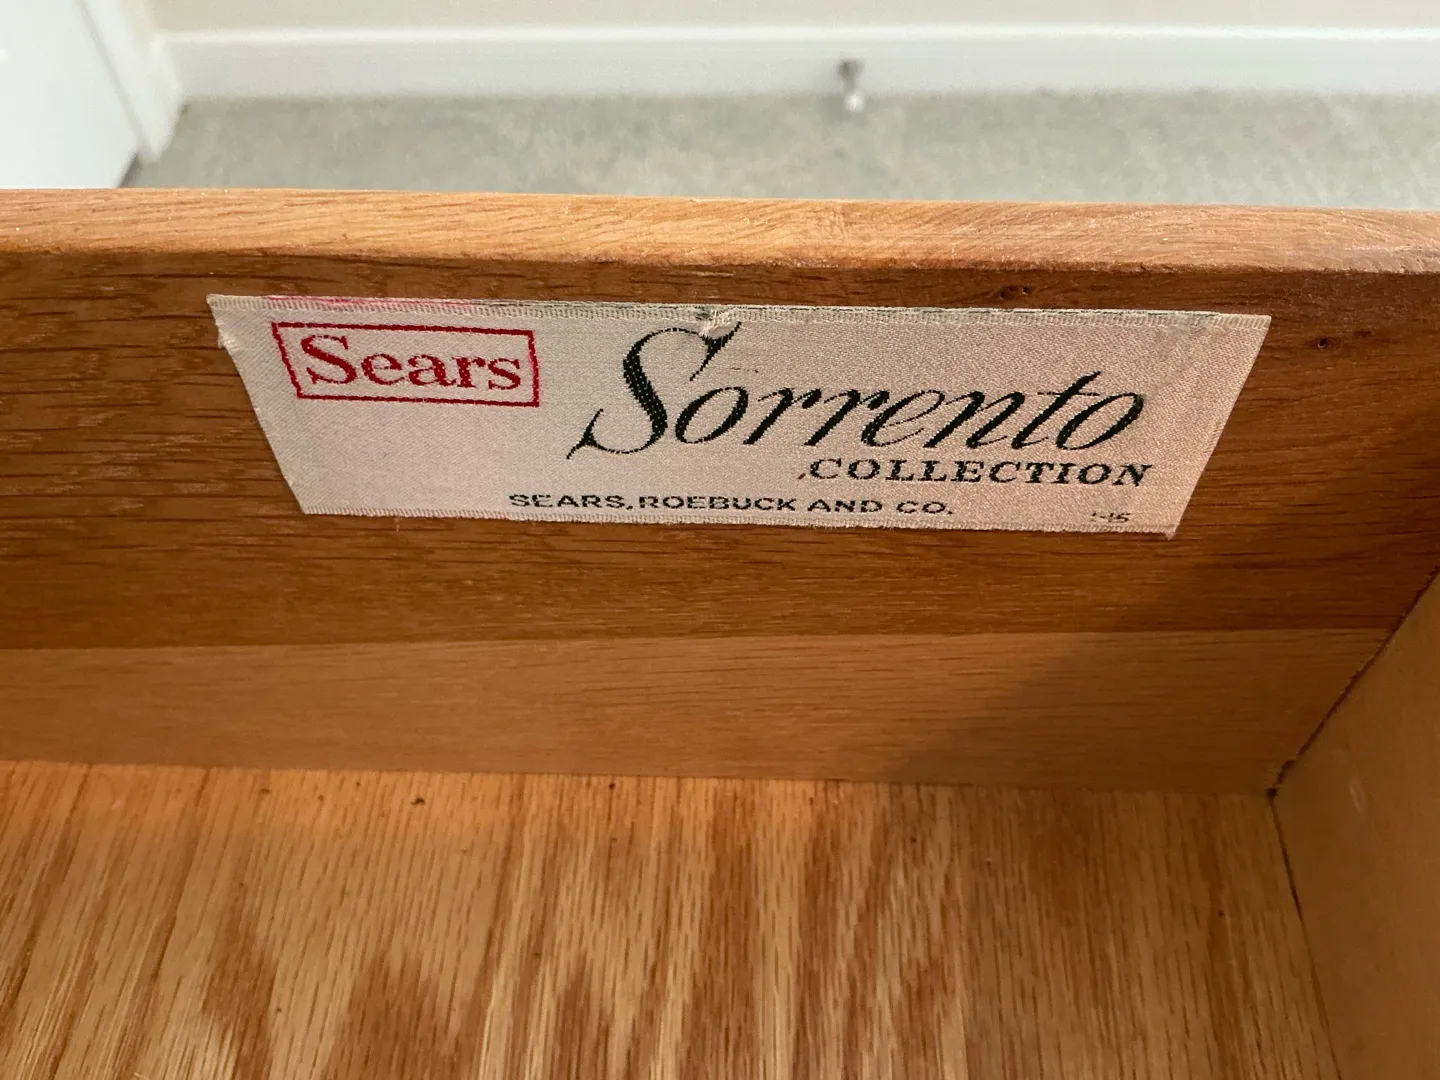 Sears
Sorrento
COLLECTION
SEARS, ROEBUCK AND CO.